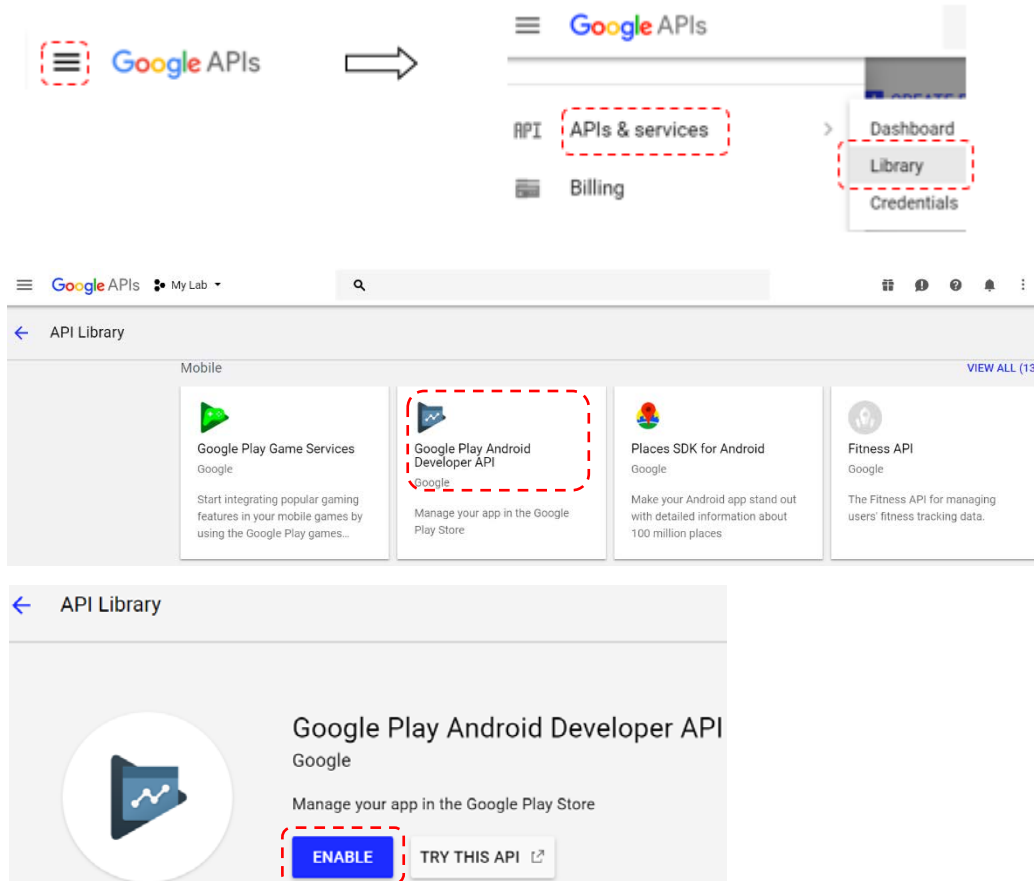 Google APIs
Google APIs
API
APIs & services
Billing
Dashboard
Library
Credentials
Google APIs
My Lab
API Library
Mobile
VIEW ALL (13
Google Play Game Services
Google
Start integrating popular gaming
features in your mobile games by
using the Google Play games...
Google Play Android
Developer API
Google
Manage your app in the Google
Play Store
Places SDK for Android
Google
Make your Android app stand out
with detailed information about
100 million places
Fitness API
Google
The Fitness API for managing
users' fitness tracking data.
API Library
Google Play Android Developer API
Google
Manage your app in the Google Play Store
ENABLE
TRY THIS API